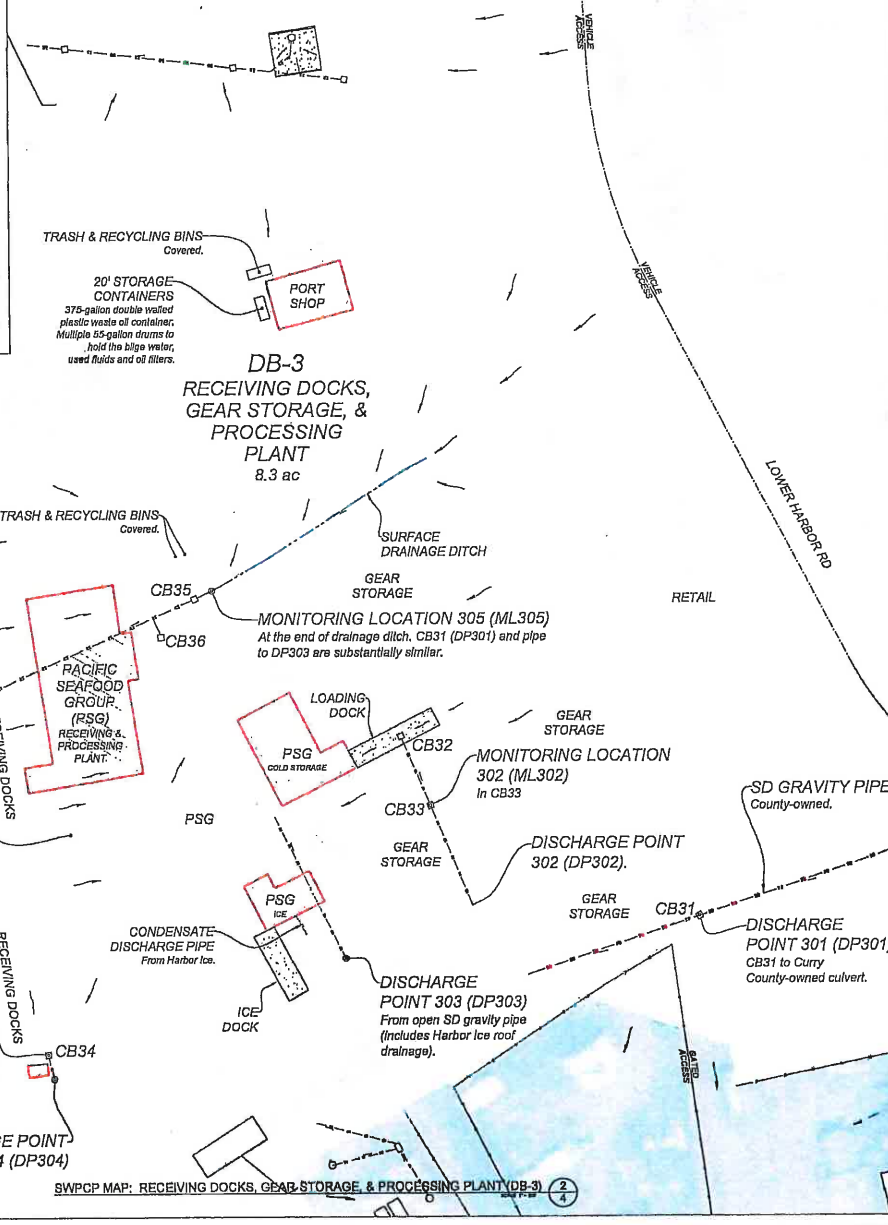 VEHICLE
ACCESS
TRASH & RECYCLING BINS
Covered.
20' STORAGE
CONTAINERS
375-gallon double walled
plastic waste oil container.
Multiple 55-gallon drums to
hold the bilge water,
used fluids and oil filters.
PORT
SHOP
VEHICLE
ACCESS
DB-3
RECEIVING DOCKS,
GEAR STORAGE, &
PROCESSING
PLANT
8.3 ac
LOWER HARBOR RD
TRASH & RECYCLING BINS
Covered.
SURFACE
DRAINAGE DITCH
GEAR
STORAGE
CB35
CB36
RETAIL
MONITORING LOCATION 305 (ML305)
At the end of drainage ditch. CB31 (DP301) and pipe
to DP303 are substantially similar.
PACIFIC
SEAFOOD
GROUP
(PSG)
RECEIVING &
PROCESSING
PLANT.
LOADING
DOCK
PSG
COLD STORAGE
CB32
GEAR
STORAGE
MONITORING LOCATION
302 (ML302)
In CB33
CB33
EIVING DOCKS
PSG
GEAR
STORAGE
DISCHARGE POINT
302 (DP302).
SD GRAVITY PIPE
County-owned.
GEAR
STORAGE
CB31
DISCHARGE
POINT 301 (DP301)
CB31 to Curry
County-owned culvert.
PSG
ICE
CONDENSATE
DISCHARGE PIPE
From Harbor Ice.
ICE
DOCK
DISCHARGE
POINT 303 (DP303)
From open SD gravity pipe
(includes Harbor Ice roof
drainage).
RECEIVING DOCKS
CB34
GATED
ACCESS
E POINT
4 (DP304)
SWPCP MAP: RECEIVING DOCKS, GEAR STORAGE, & PROCESSING PLANT (DB-3)
2
4